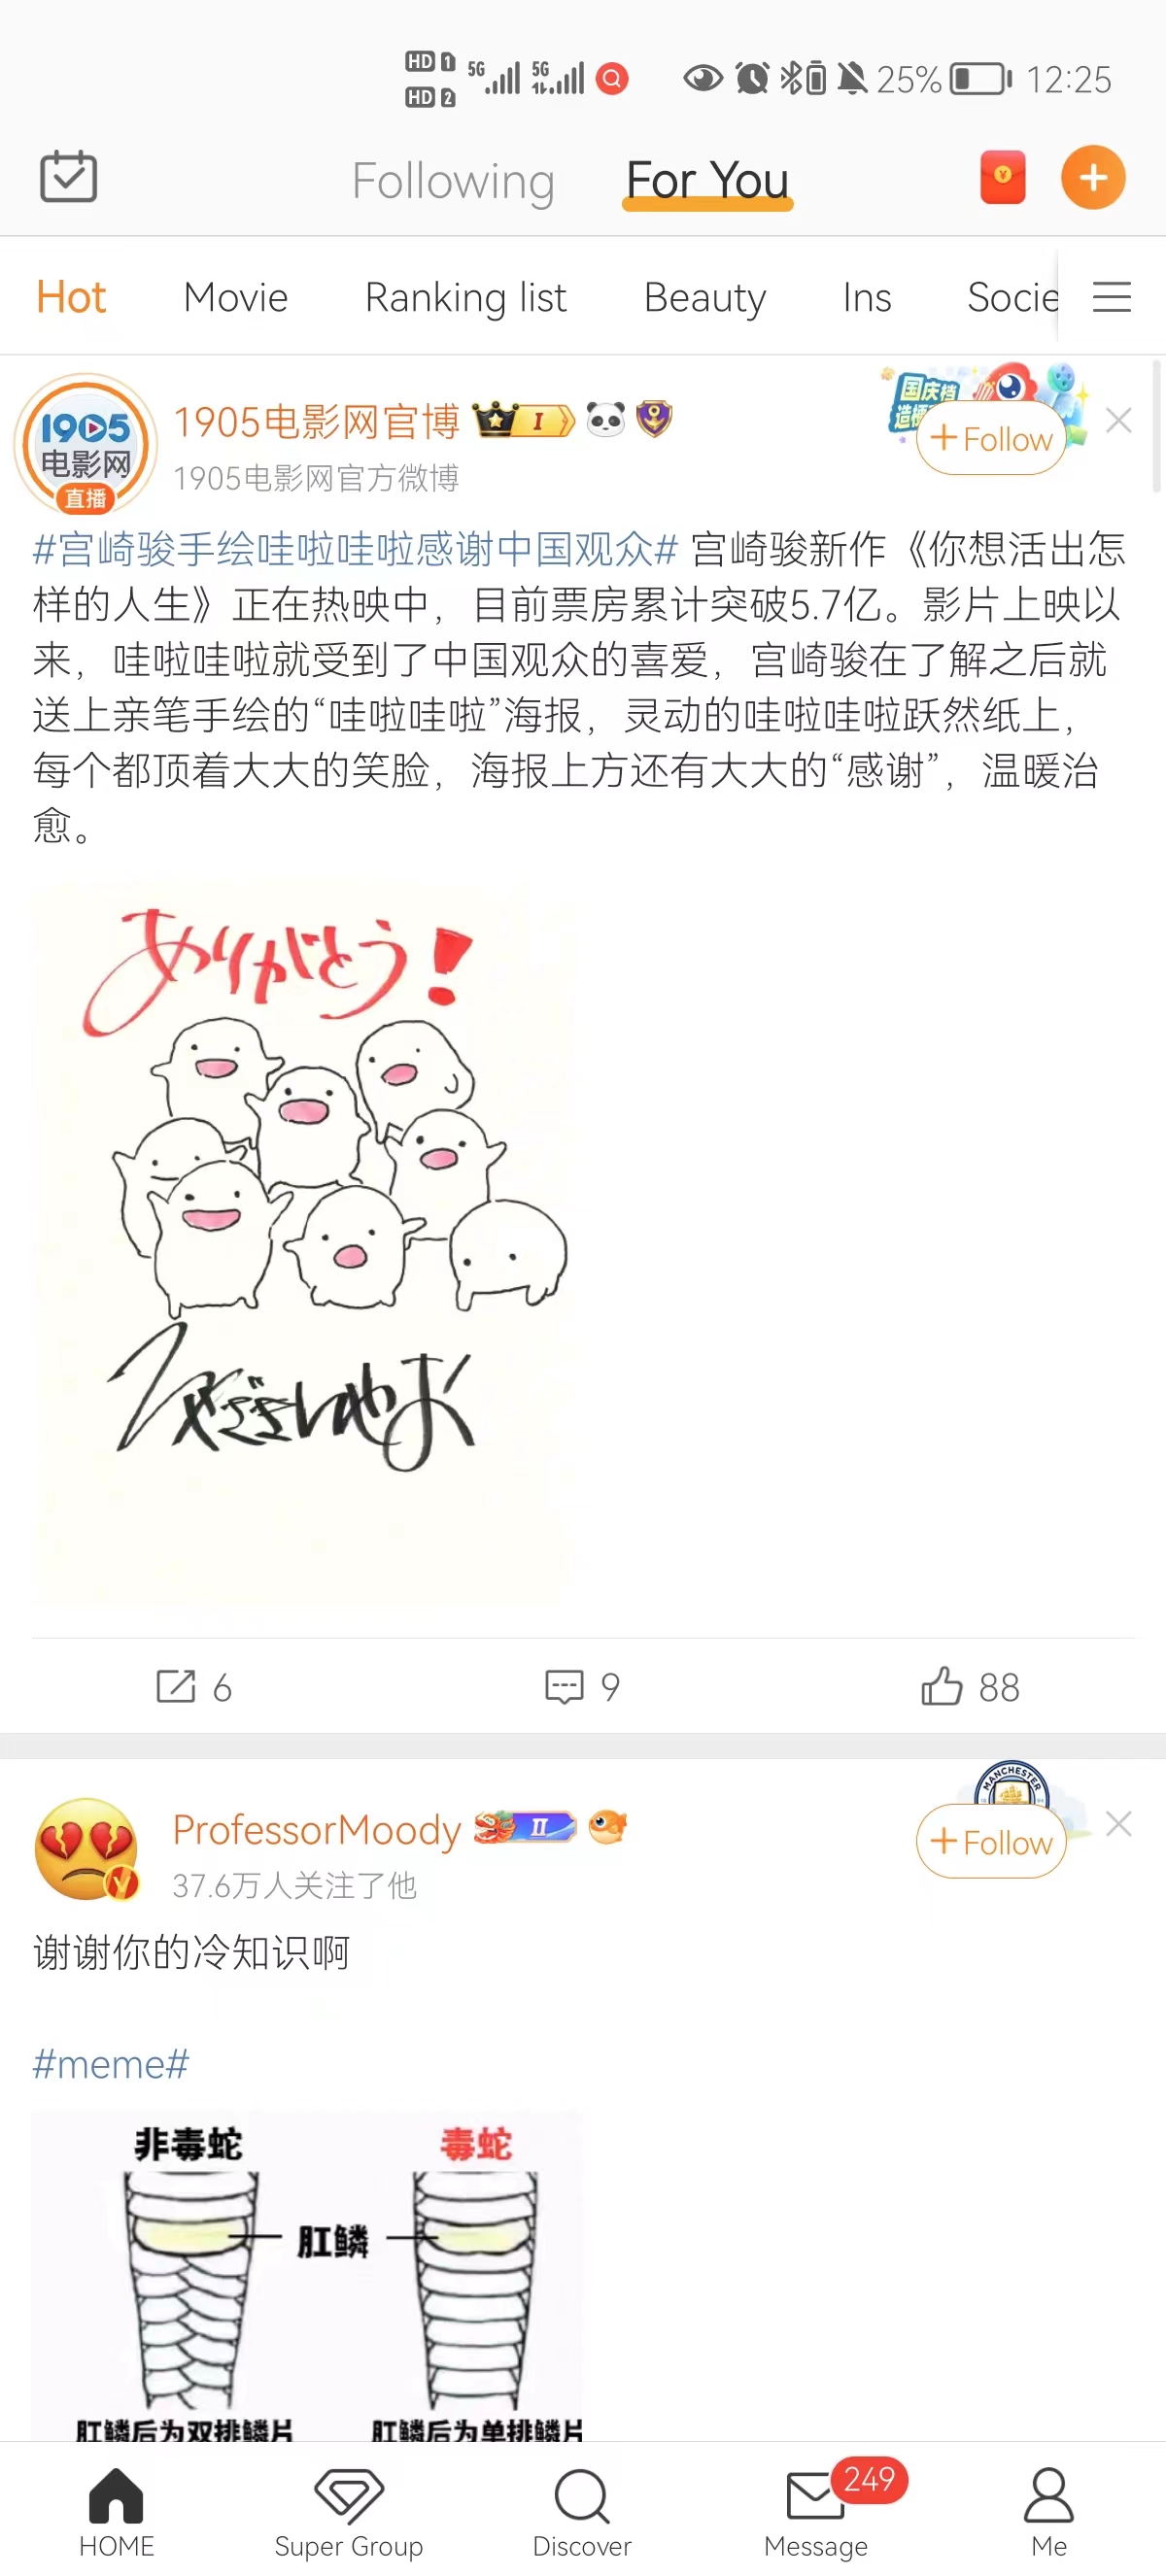 HD 1 5G 5G 25% 12:25
HD 2
Following For You
Hot Movie Ranking list Beauty Ins Socie
1905电影网官博 I
国庆档
+Follow
1905
电影网
直播
1905电影网官方微博
#宫崎骏手绘哇啦哇啦感谢中国观众# 宫崎骏新作《你想活出怎
样的人生》正在热映中，目前票房累计突破5.7亿。影片上映以
来，哇啦哇啦就受到了中国观众的喜爱，宫崎骏在了解之后就
送上亲笔手绘的“哇啦哇啦”海报，灵动的哇啦哇啦跃然纸上，
每个都顶着大大的笑脸，海报上方还有大大的“感谢”，温暖治
愈。
ありがとう!
6 9 88
MANCHESTER
ProfessorMoody II
+Follow
37.6万人关注了他
谢谢你的冷知识啊
#meme#
非毒蛇 毒蛇
肛鳞
肛鳞后为双排鳞片 肛鳞后为单排鳞片
249
HOME Super Group Discover Message Me